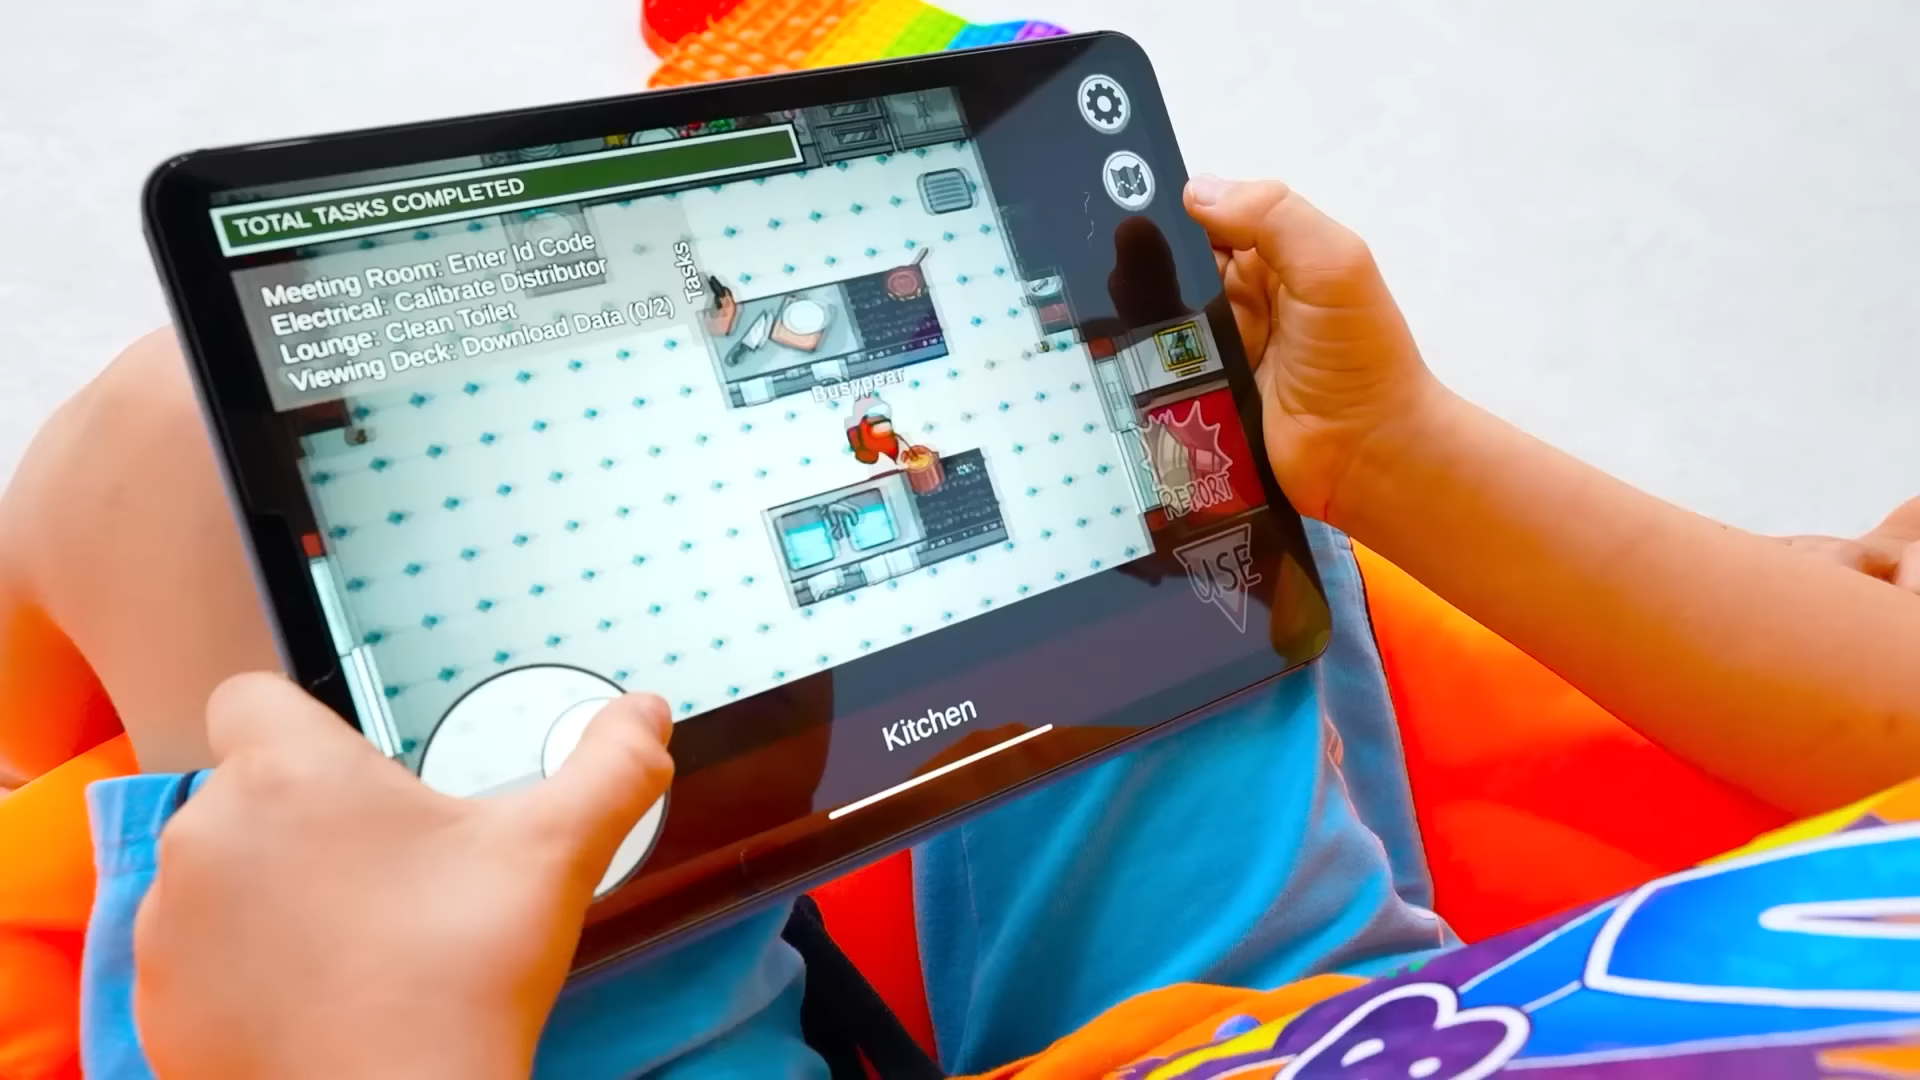 TOTAL TASKS COMPLETED
Meeting Room: Enter Id Code
Electrical: Calibrate Distributor
Lounge: Clean Toilet
Viewing Deck: Download Data (0/2)
Tasks
Busypear
REPORT
USE
Kitchen